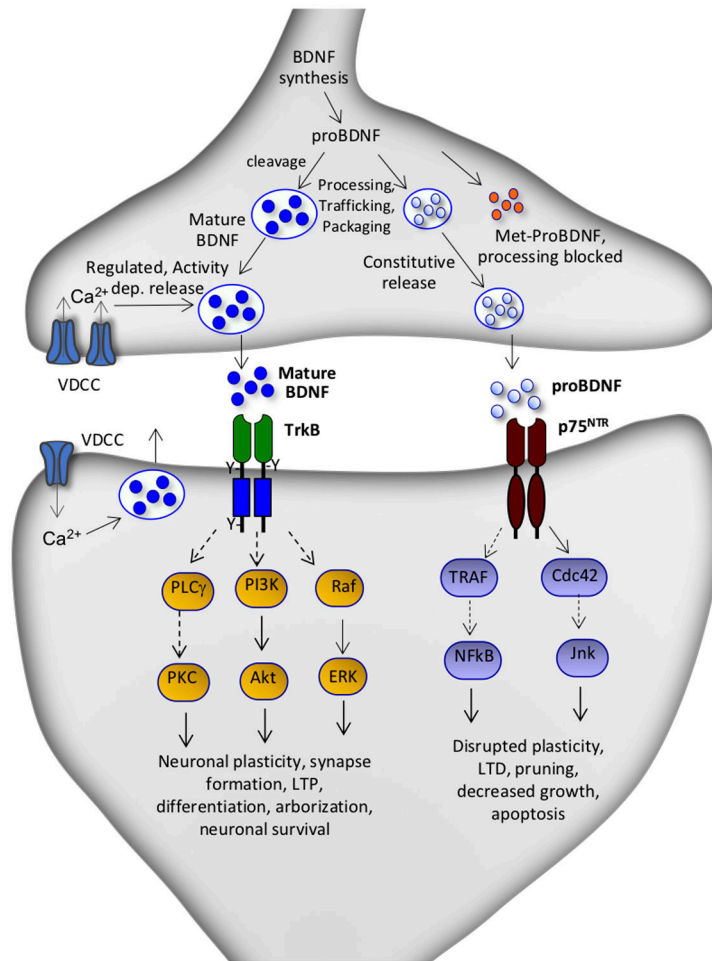 BDNF
synthesis
proBDNF
cleavage
Processing,
Trafficking,
Packaging
Mature
BDNF
Met-ProBDNF,
processing blocked
Regulated, Activity
dep. release
Constitutive
release
Ca2+
VDCC
Mature
BDNF
proBDNF
TrkB
p75NTR
VDCC
Y-
-Y
Y-
Ca2+
PLCγ
PI3K
Raf
TRAF
Cdc42
PKC
Akt
ERK
NFkB
Jnk
Neuronal plasticity, synapse
formation, LTP,
differentiation, arborization,
neuronal survival
Disrupted plasticity,
LTD, pruning,
decreased growth,
apoptosis